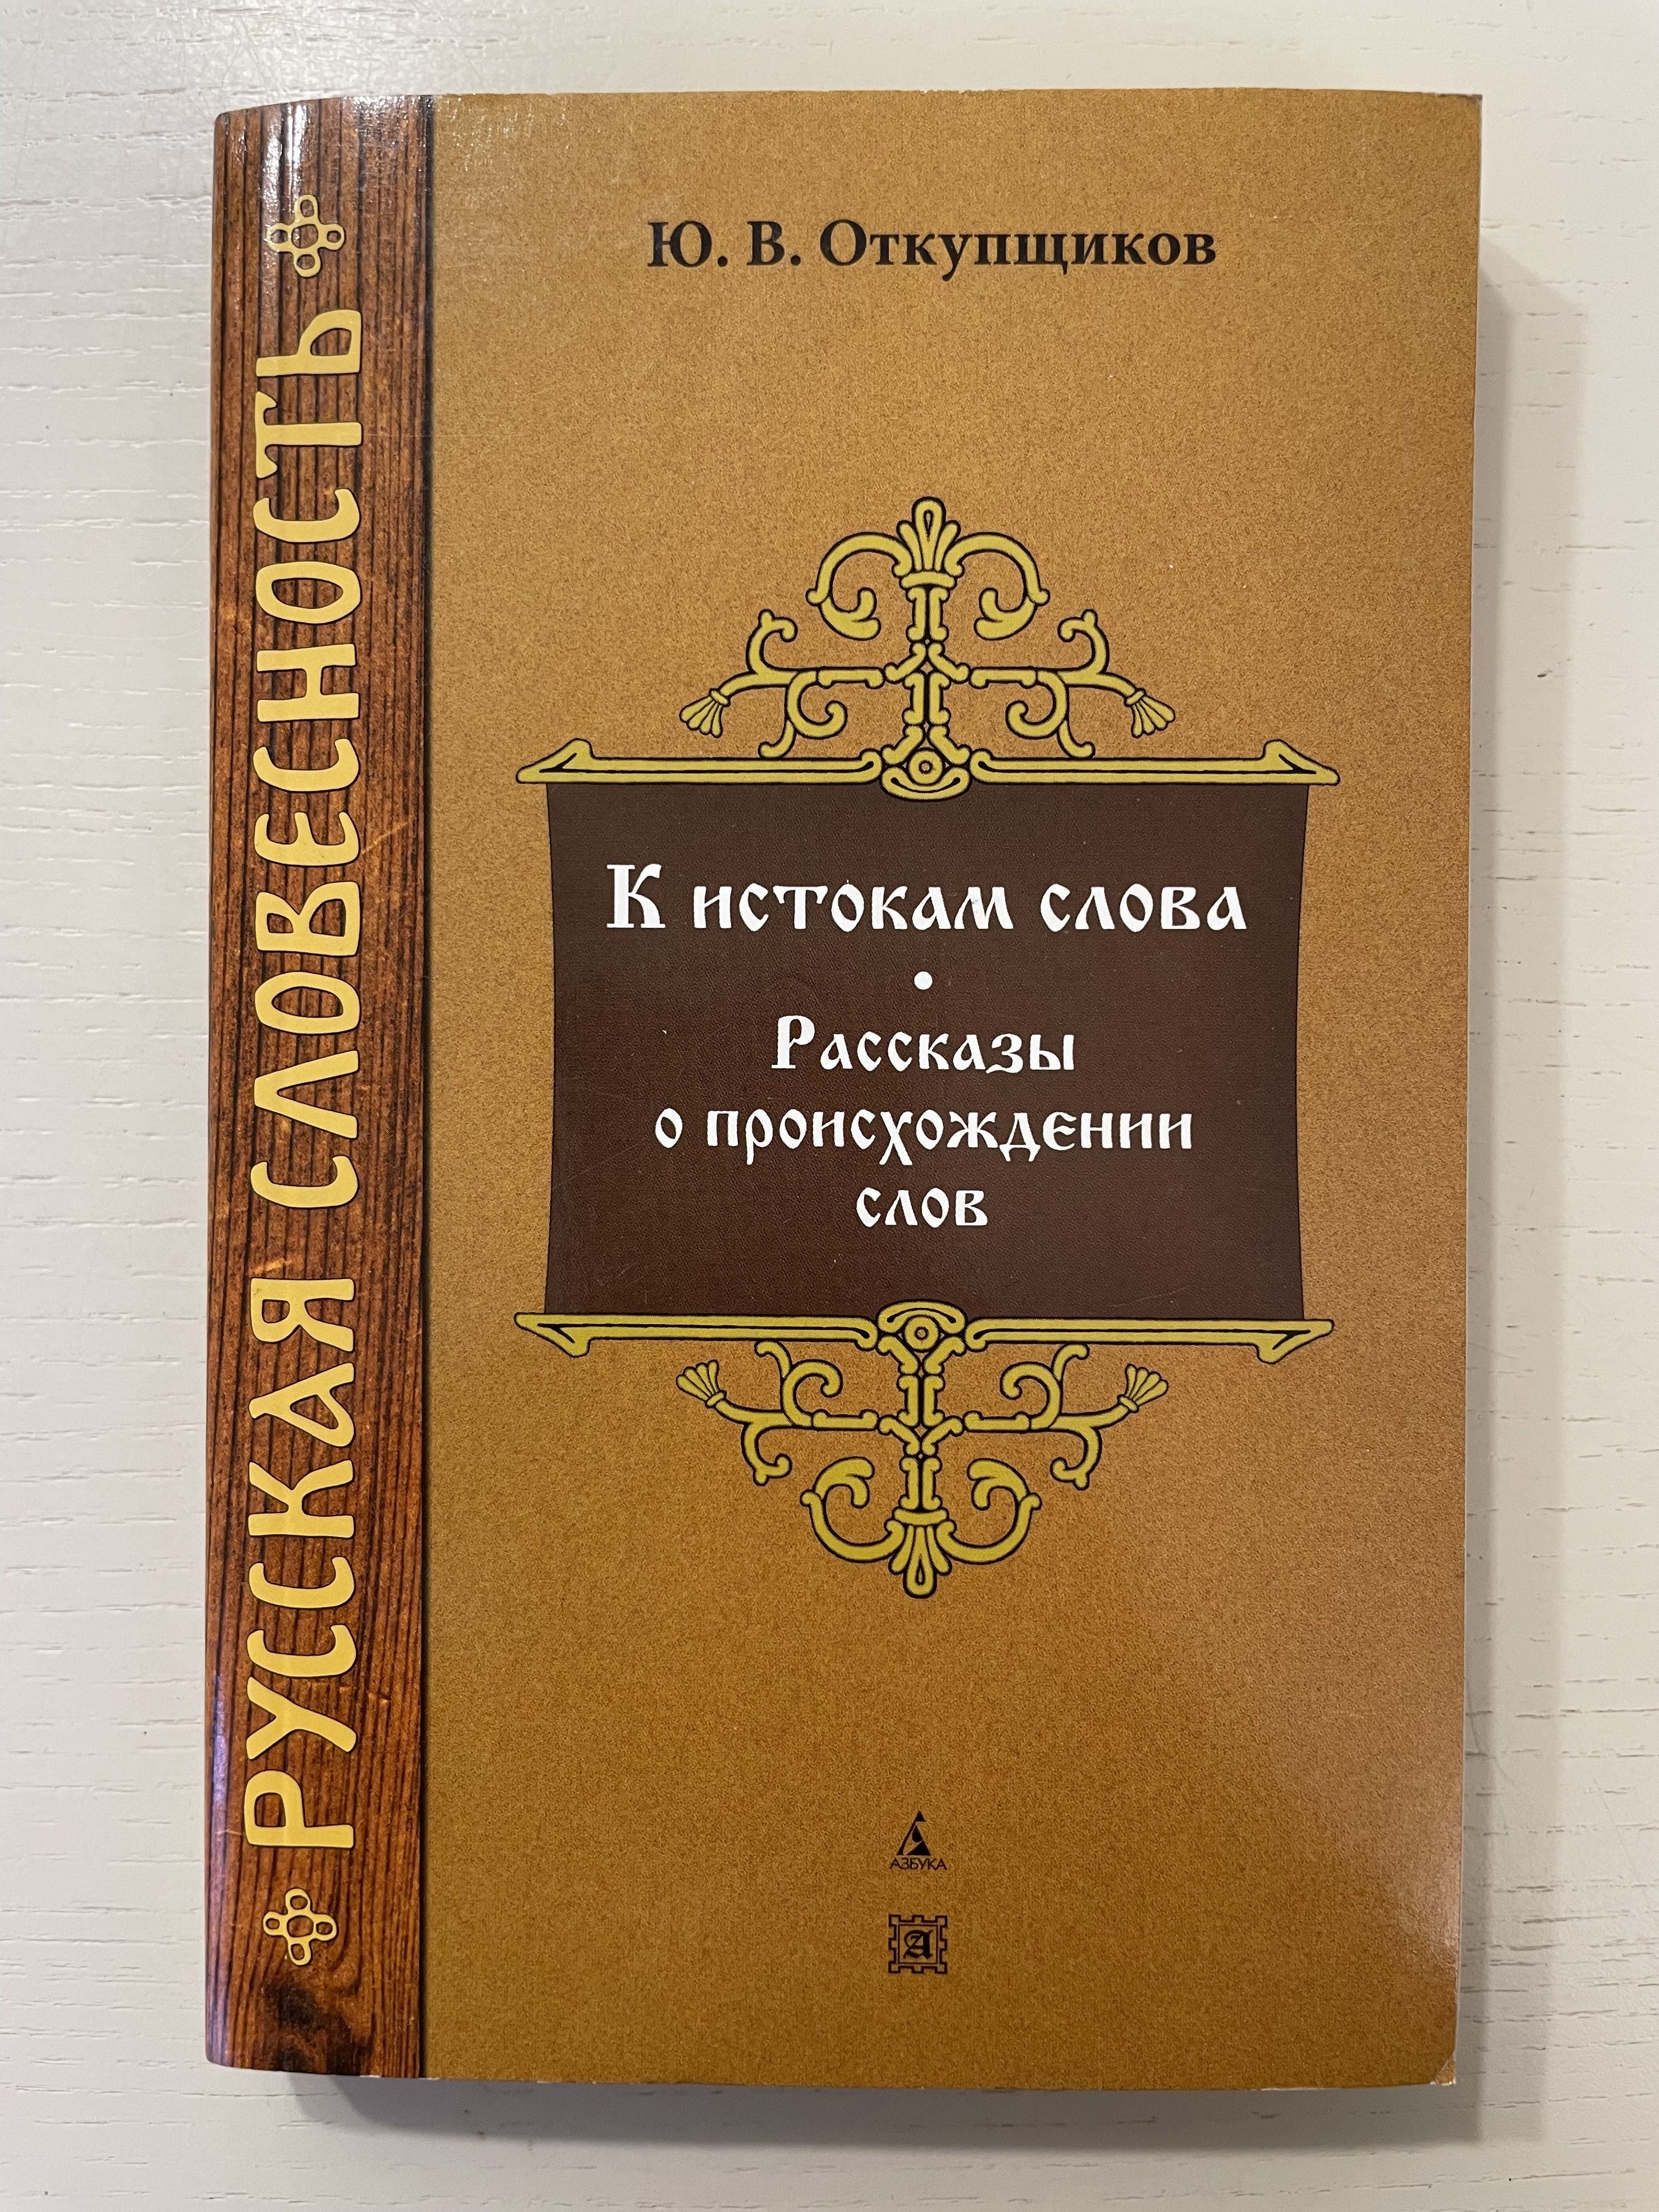 Ю. В. Откупщиков
К истокам слова
•
Рассказы
о происхождении
слов
АЗБУКА
А
РУССКАЯ СЛОВЕСНОСТЬ